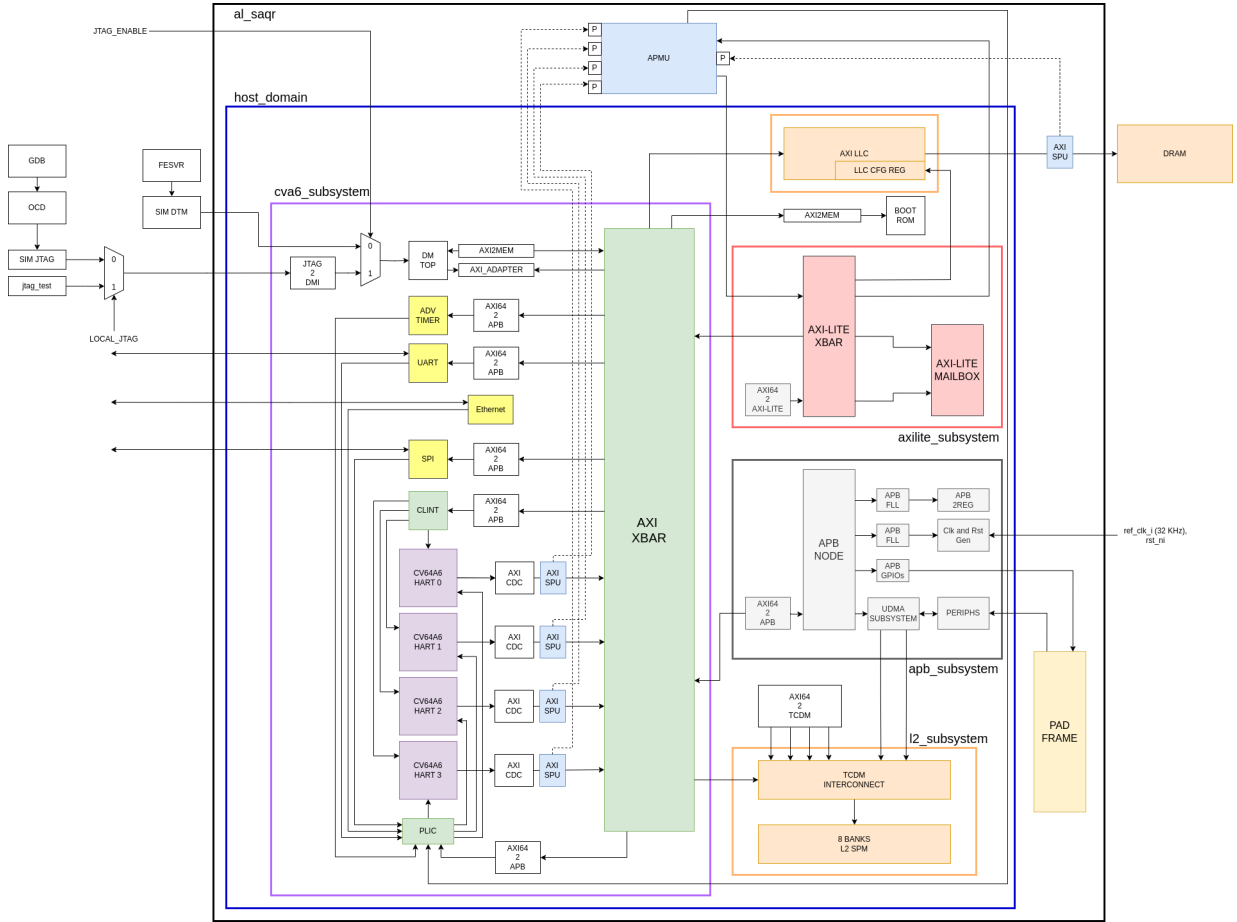 al_saqr
JTAG_ENABLE
P
P
P
P
APMU
P
host_domain
AXI LLC
LLC CFG REG
AXI
SPU
DRAM
GDB
FESVR
OCD
SIM DTM
cva6_subsystem
AXI2MEM
BOOT
ROM
SIM JTAG
jtag_test
0
1
LOCAL_JTAG
JTAG
2
DMI
0
1
DM
TOP
AXI2MEM
AXI_ADAPTER
ADV
TIMER
AXI64
2
APB
UART
AXI64
2
APB
Ethernet
SPI
AXI64
2
APB
CLINT
AXI64
2
APB
CV64A6
HART 0
AXI
CDC
AXI
SPU
CV64A6
HART 1
AXI
CDC
AXI
SPU
CV64A6
HART 2
AXI
CDC
AXI
SPU
CV64A6
HART 3
AXI
CDC
AXI
SPU
PLIC
AXI64
2
APB
AXI
XBAR
AXI-LITE
XBAR
AXI-LITE
MAILBOX
AXI64
2
AXI-LITE
axilite_subsystem
APB
NODE
APB
FLL
APB
2REG
APB
FLL
Clk and Rst
Gen
ref_clk_i (32 KHz),
rst_ni
APB
GPIOs
AXI64
2
APB
UDMA
SUBSYSTEM
PERIPHS
apb_subsystem
PAD
FRAME
AXI64
2
TCDM
l2_subsystem
TCDM
INTERCONNECT
8 BANKS
L2 SPM